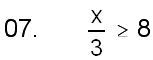 07. x/3 ≥ 8